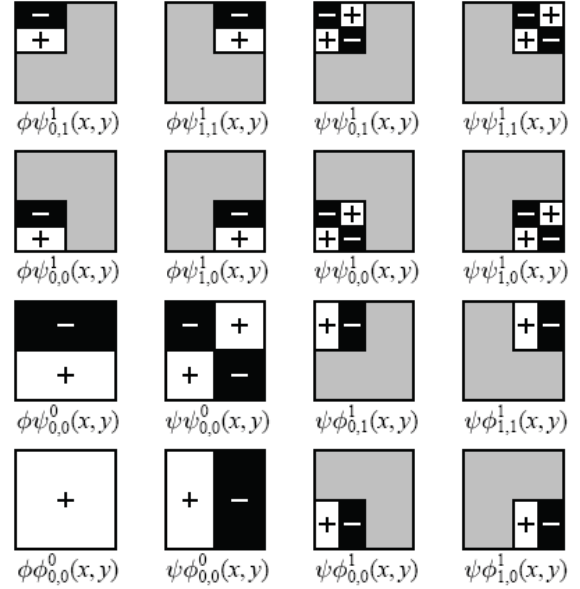 − − − + − +
+ + + − + −
ϕψ¹₀,₁(x, y) ϕψ¹₁,₁(x, y) ψψ¹₀,₁(x, y) ψψ¹₁,₁(x, y)
− − − + − +
+ + + − + −
ϕψ¹₀,₀(x, y) ϕψ¹₁,₀(x, y) ψψ¹₀,₀(x, y) ψψ¹₁,₀(x, y)
− − + + − + −
+ + −
ϕψ⁰₀,₀(x, y) ψψ⁰₀,₀(x, y) ψϕ¹₀,₁(x, y) ψϕ¹₁,₁(x, y)
+ + − + − + −
ϕϕ⁰₀,₀(x, y) ψϕ⁰₀,₀(x, y) ψϕ¹₀,₀(x, y) ψϕ¹₁,₀(x, y)